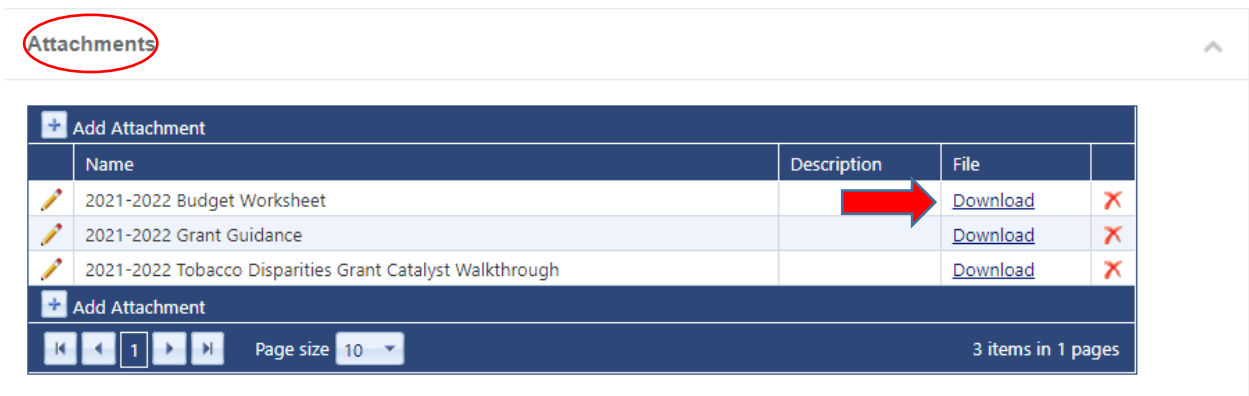 Attachments
Add Attachment
Name Description File
2021-2022 Budget Worksheet Download
2021-2022 Grant Guidance Download
2021-2022 Tobacco Disparities Grant Catalyst Walkthrough Download
Add Attachment
1 Page size 10 3 items in 1 pages